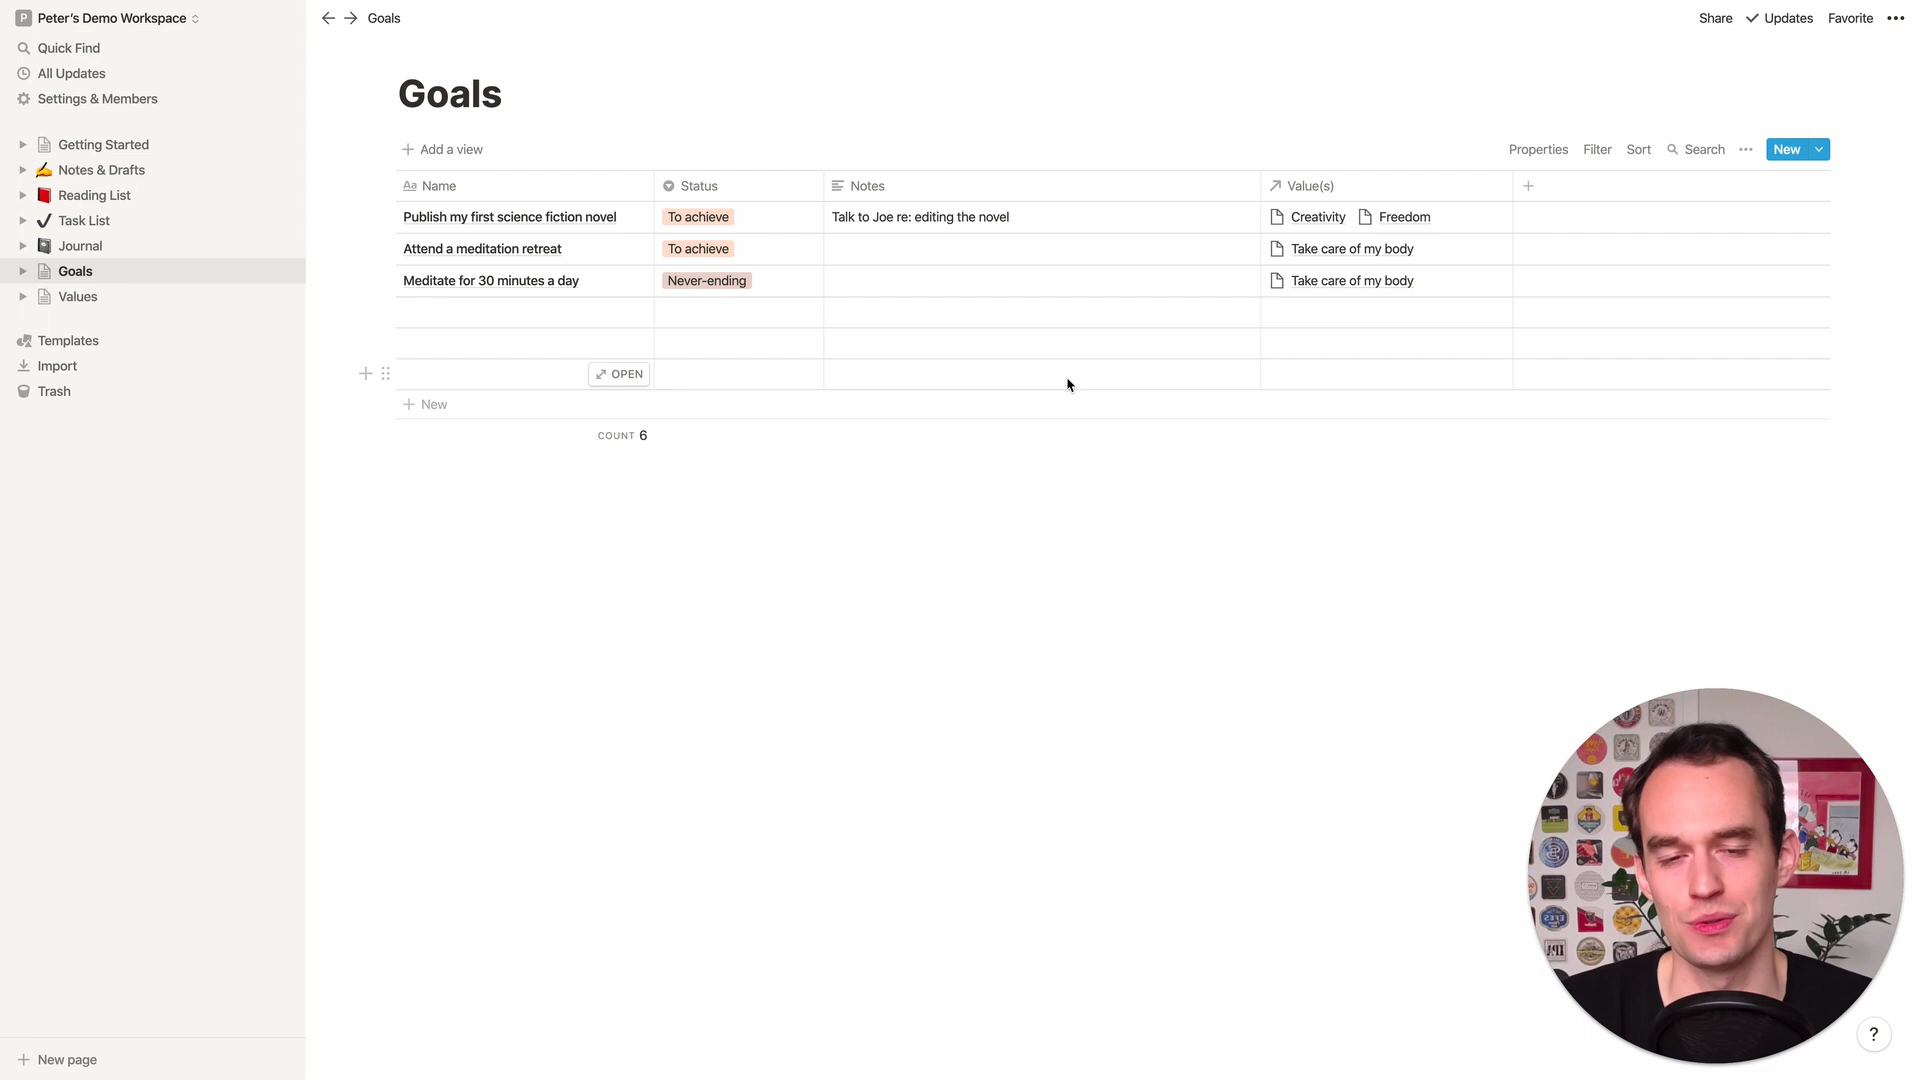 P Peter's Demo Workspace
Goals
Share Updates Favorite
Quick Find
All Updates
Settings & Members
Getting Started
Notes & Drafts
Reading List
Task List
Journal
Goals
Values
Templates
Import
Trash
New page
Goals
Add a view
Properties Filter Sort Search New
Aa Name Status Notes Value(s)
Publish my first science fiction novel To achieve Talk to Joe re: editing the novel Creativity Freedom
Attend a meditation retreat To achieve Take care of my body
Meditate for 30 minutes a day Never-ending Take care of my body
OPEN
New
COUNT 6
?